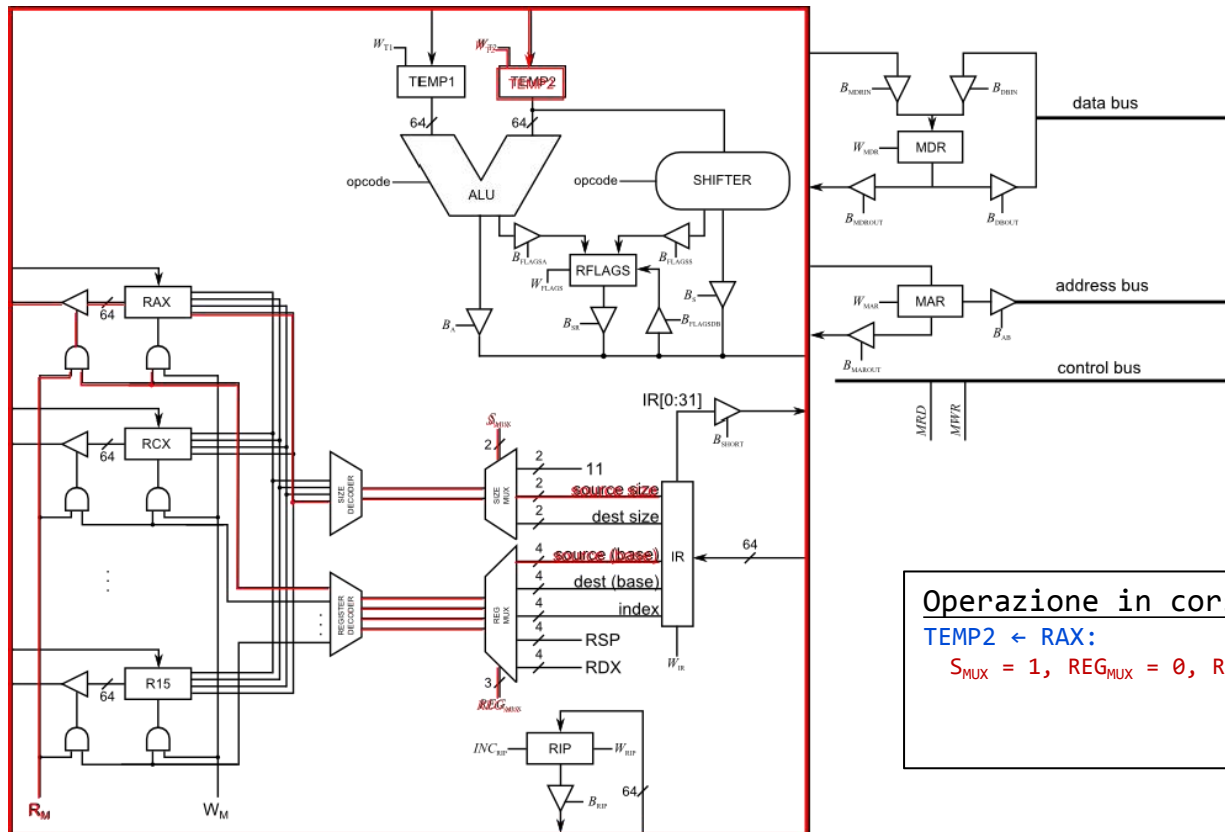 W_T1
TEMP1
W_T2
TEMP2
64
64
opcode
ALU
opcode
SHIFTER
B_FLAGSA
B_FLAGSS
RFLAGS
W_FLAGS
B_A
B_SR
B_FLAGSDB
B_S
B_MDRIN
B_DBIN
data bus
W_MDR
MDR
B_MDROUT
B_DBOUT
W_MAR
MAR
address bus
B_AB
B_MAROUT
control bus
MRD
MWR
RAX
64
RCX
64
R15
64
R_M
W_M
SIZE DECODER
REGISTER DECODER
S_MUX
2
SIZE MUX
2
11
2
source size
2
dest size
REG MUX
4
source (base)
4
dest (base)
4
index
4
RSP
4
RDX
3
REG_MUX
IR[0:31]
B_SHORT
IR
64
W_IR
INC_RIP
RIP
W_RIP
B_RIP
64
Operazione in cor
TEMP2 ← RAX:
S_MUX = 1, REG_MUX = 0, R